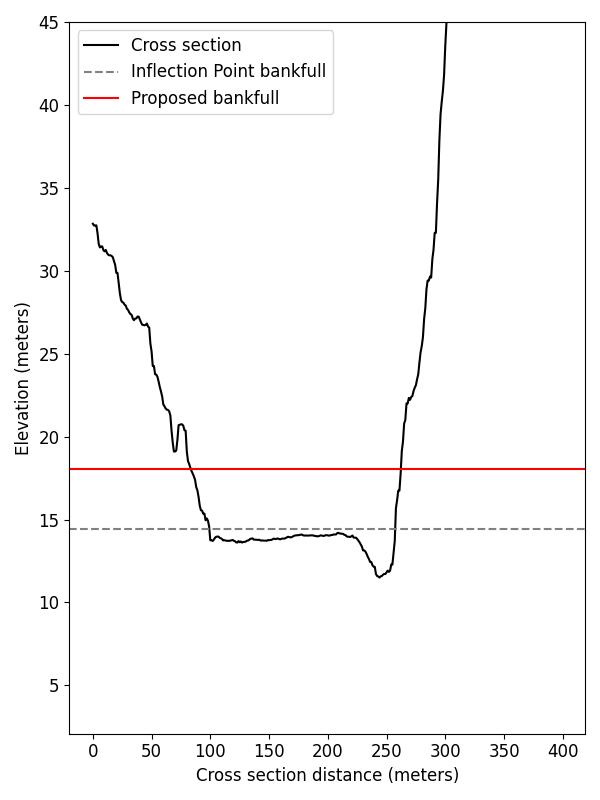 45
40
35
30
25
20
15
10
5
Elevation (meters)
Cross section
Inflection Point bankfull
Proposed bankfull
0 50 100 150 200 250 300 350 400
Cross section distance (meters)